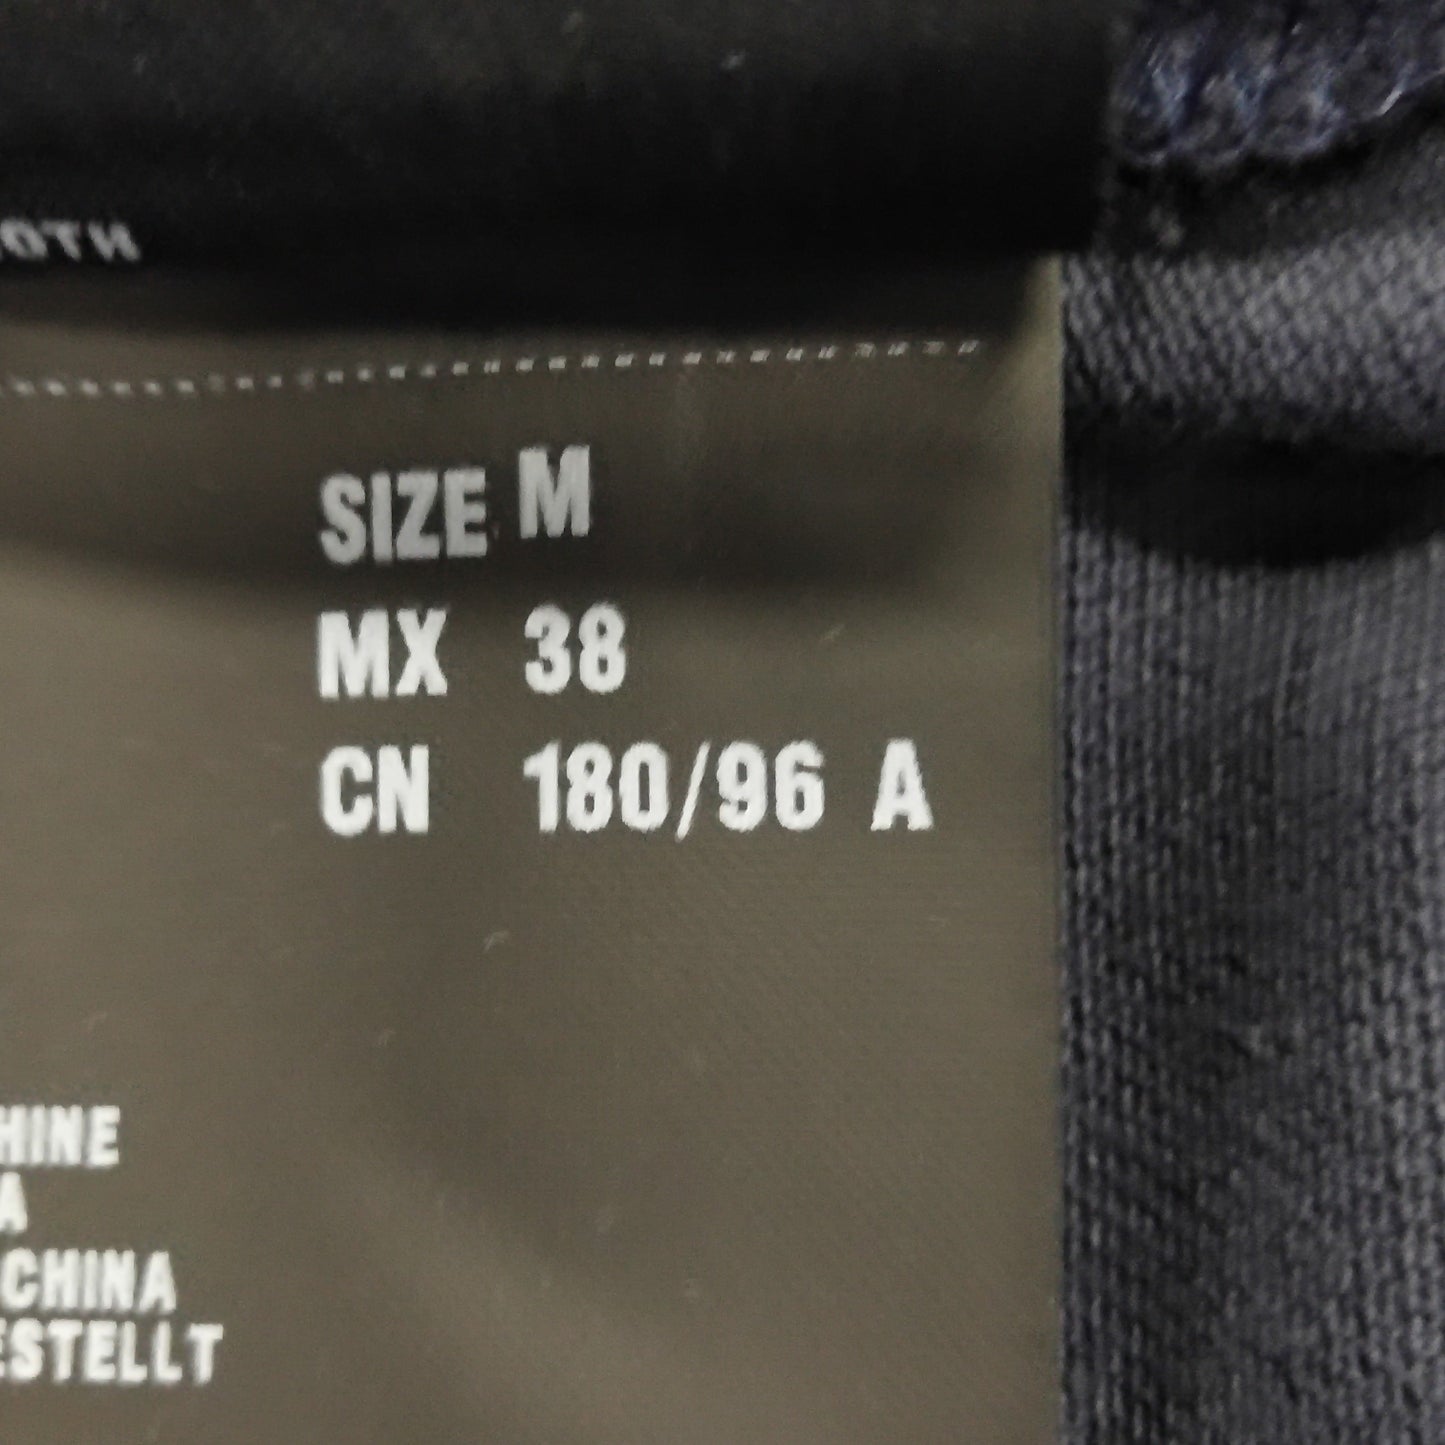 SIZE M
MX 38
CN 180/96 A
HINE
A
CHINA
ESTELLT